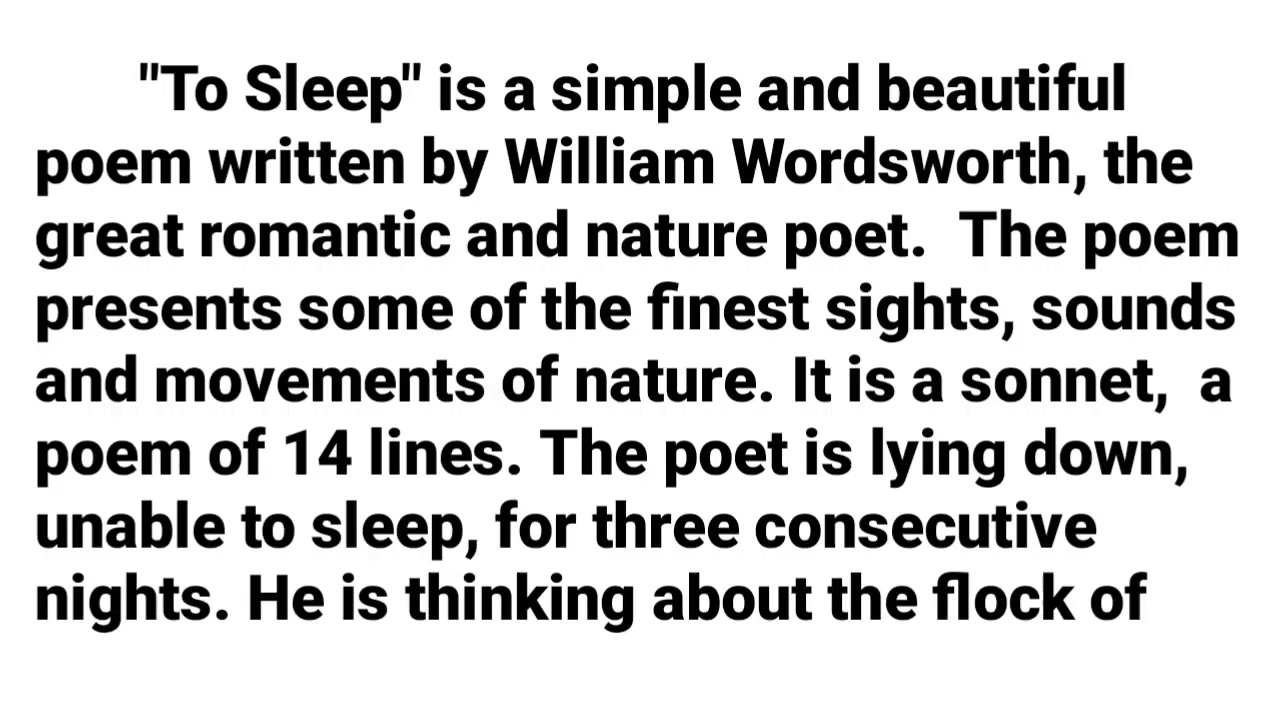 "To Sleep" is a simple and beautiful
poem written by William Wordsworth, the
great romantic and nature poet.  The poem
presents some of the finest sights, sounds
and movements of nature. It is a sonnet,  a
poem of 14 lines. The poet is lying down,
unable to sleep, for three consecutive
nights. He is thinking about the flock of